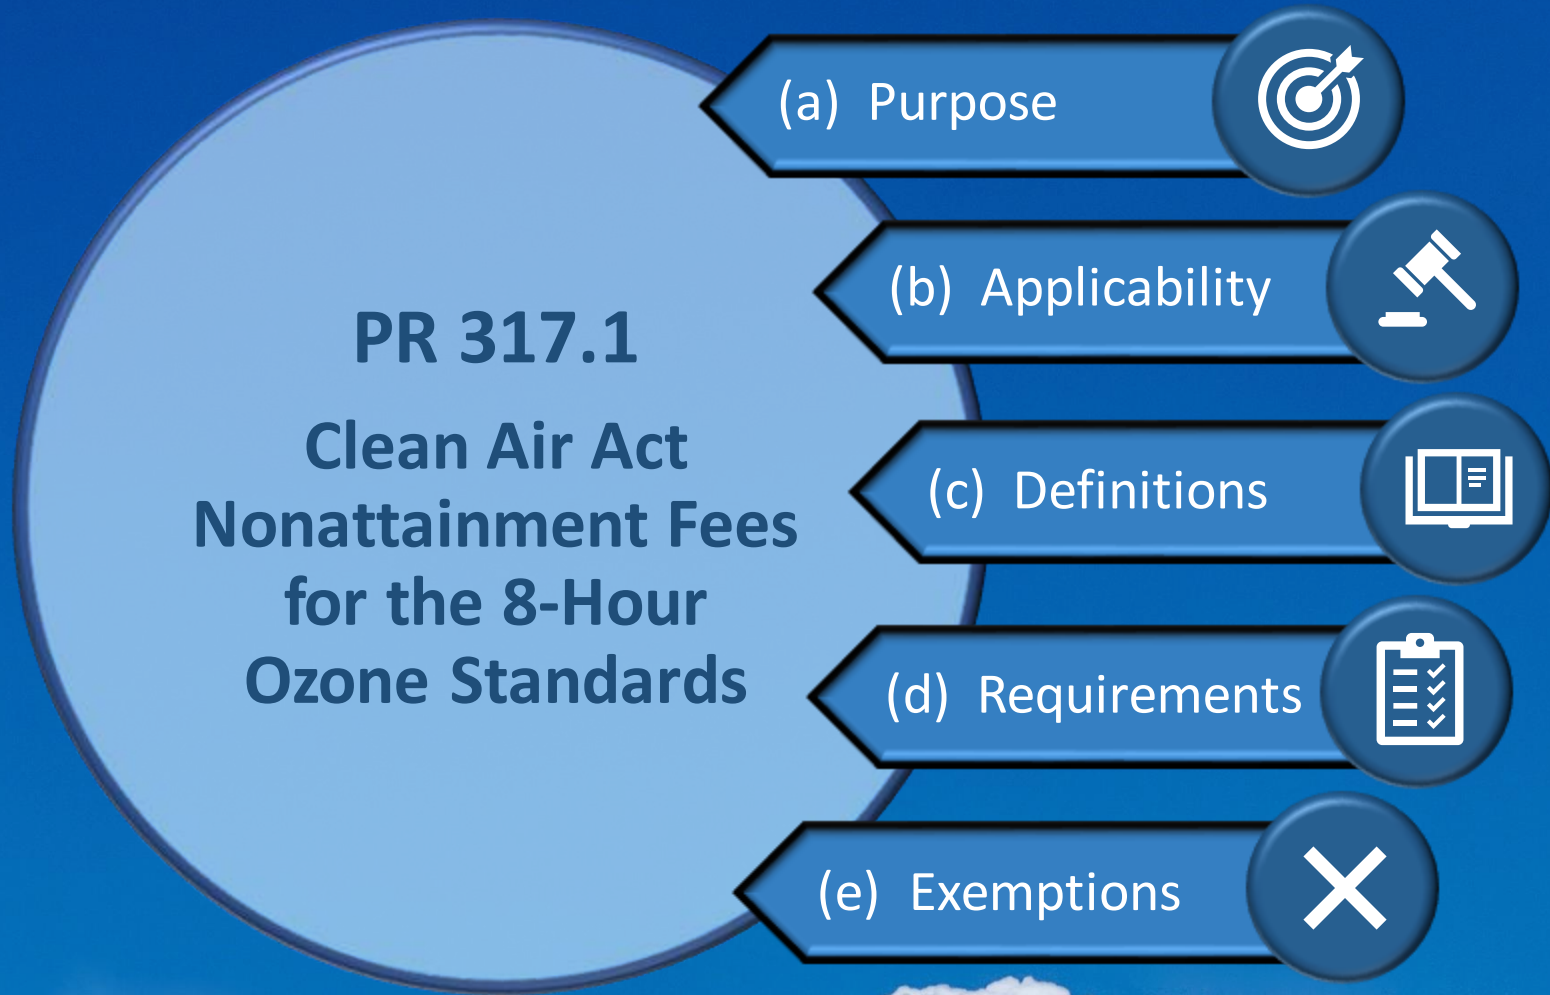 PR 317.1
Clean Air Act
Nonattainment Fees
for the 8-Hour
Ozone Standards
(a) Purpose
(b) Applicability
(c) Definitions
(d) Requirements
(e) Exemptions